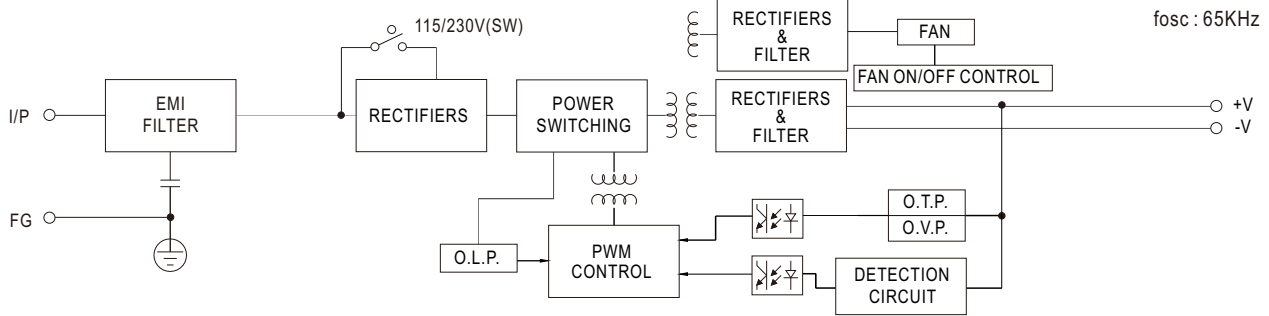 115/230V(SW)
RECTIFIERS
&
FILTER
FAN
fosc : 65KHz
FAN ON/OFF CONTROL
I/P
EMI
FILTER
RECTIFIERS
POWER
SWITCHING
RECTIFIERS
&
FILTER
+V
-V
FG
O.L.P.
PWM
CONTROL
O.T.P.
O.V.P.
DETECTION
CIRCUIT